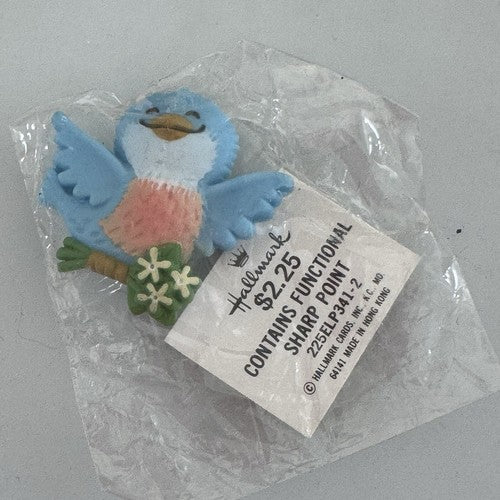 Hallmark
$2.25
CONTAINS FUNCTIONAL
SHARP POINT
225ELP341-2
© HALLMARK CARDS, INC. K.C. MO.
64141 MADE IN HONG KONG